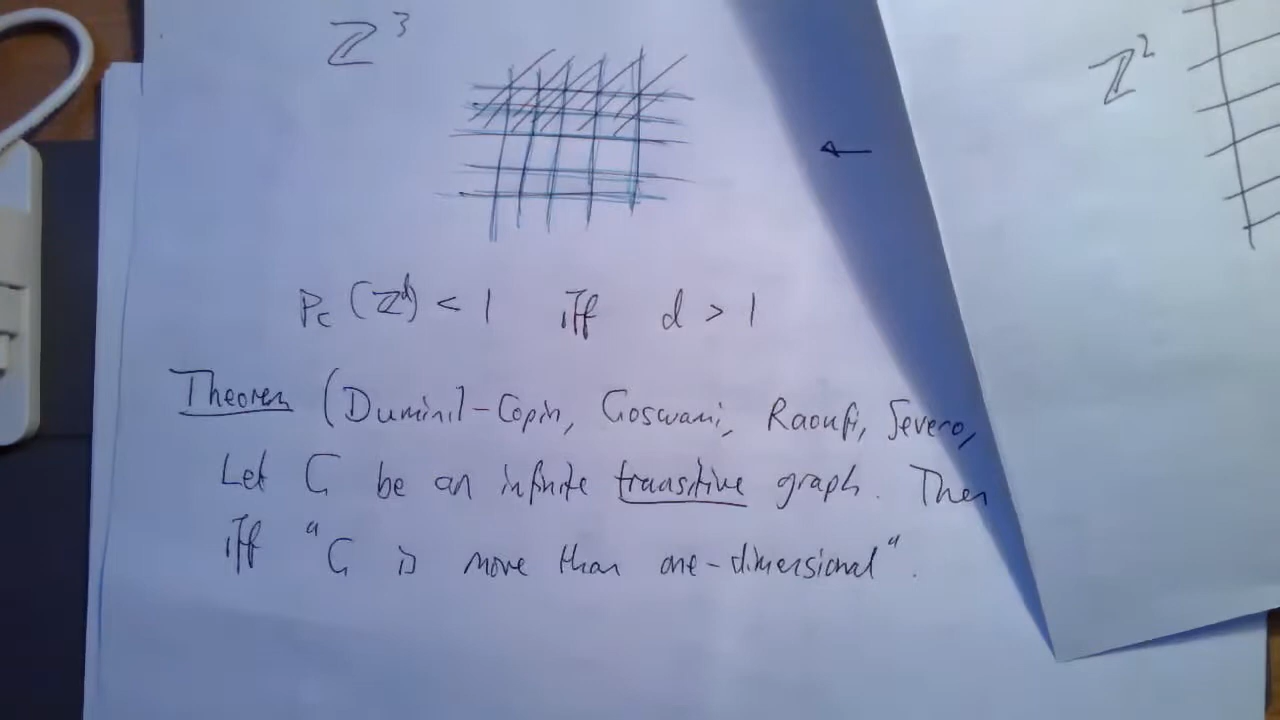 ℤ³
ℤ²
p_c (ℤᵈ) < 1 iff d > 1
Theorem (Duminil-Copin, Goswami, Raoufi, Severo,
Let G be an infinite transitive graph. Then
iff "G is more than one-dimensional".